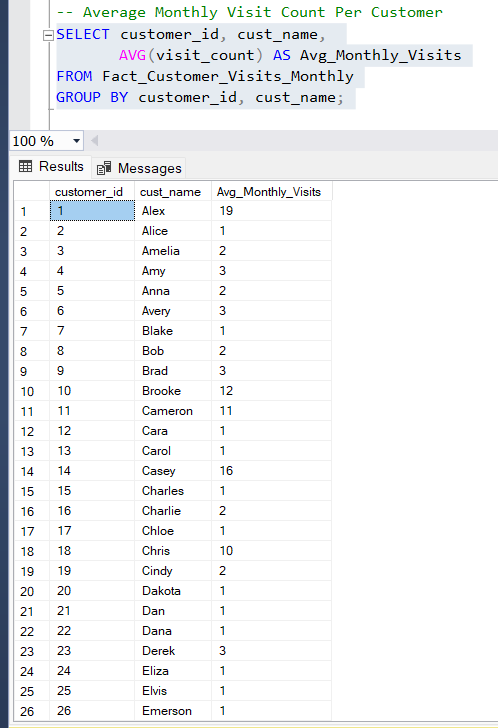 -- Average Monthly Visit Count Per Customer
SELECT customer_id, cust_name,
AVG(visit_count) AS Avg_Monthly_Visits
FROM Fact_Customer_Visits_Monthly
GROUP BY customer_id, cust_name;
100 %
Results Messages
customer_id cust_name Avg_Monthly_Visits
1 1 Alex 19
2 2 Alice 1
3 3 Amelia 2
4 4 Amy 3
5 5 Anna 2
6 6 Avery 3
7 7 Blake 1
8 8 Bob 2
9 9 Brad 3
10 10 Brooke 12
11 11 Cameron 11
12 12 Cara 1
13 13 Carol 1
14 14 Casey 16
15 15 Charles 1
16 16 Charlie 2
17 17 Chloe 1
18 18 Chris 10
19 19 Cindy 2
20 20 Dakota 1
21 21 Dan 1
22 22 Dana 1
23 23 Derek 3
24 24 Eliza 1
25 25 Elvis 1
26 26 Emerson 1